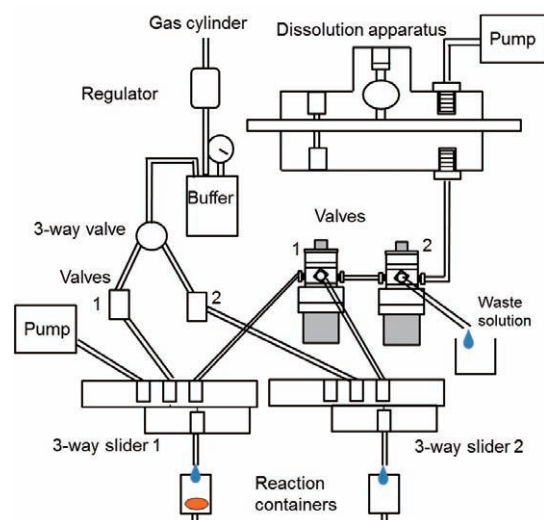 Gas cylinder
Dissolution apparatus
Pump
Regulator
Buffer
3-way valve
Valves
1
2
Valves
1
2
Waste
solution
Pump
3-way slider 1
3-way slider 2
Reaction
containers